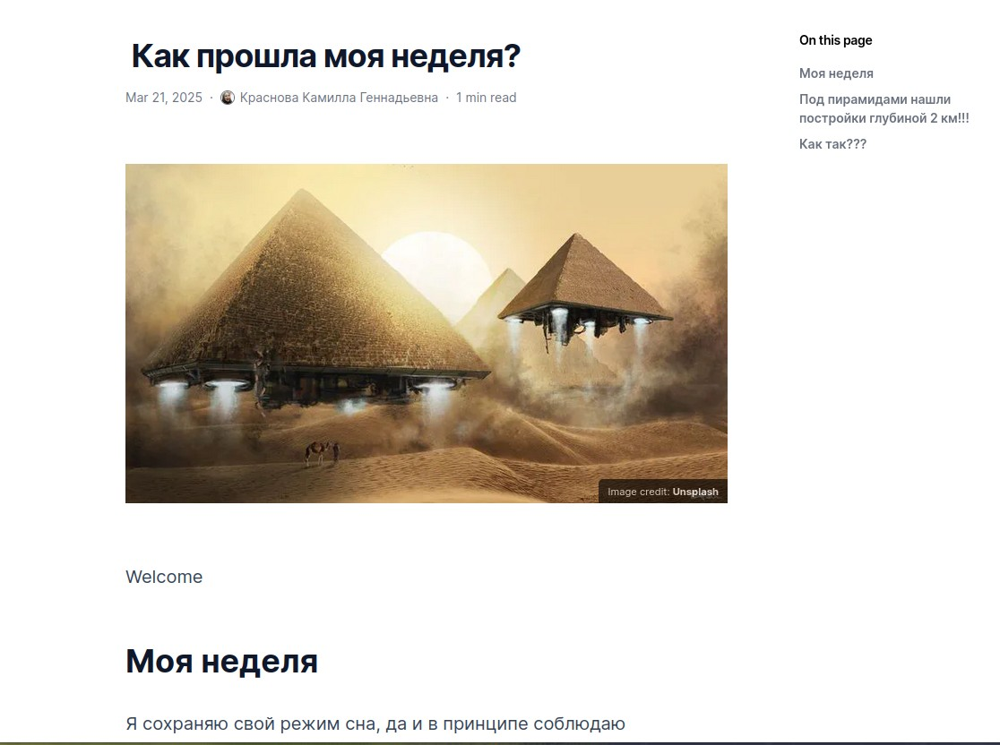 Как прошла моя неделя?
Mar 21, 2025 · Краснова Камилла Геннадьевна · 1 min read
Image credit: Unsplash
Welcome
Моя неделя
Я сохраняю свой режим сна, да и в принципе соблюдаю
On this page
Моя неделя
Под пирамидами нашли
постройки глубиной 2 км!!!
Как так???